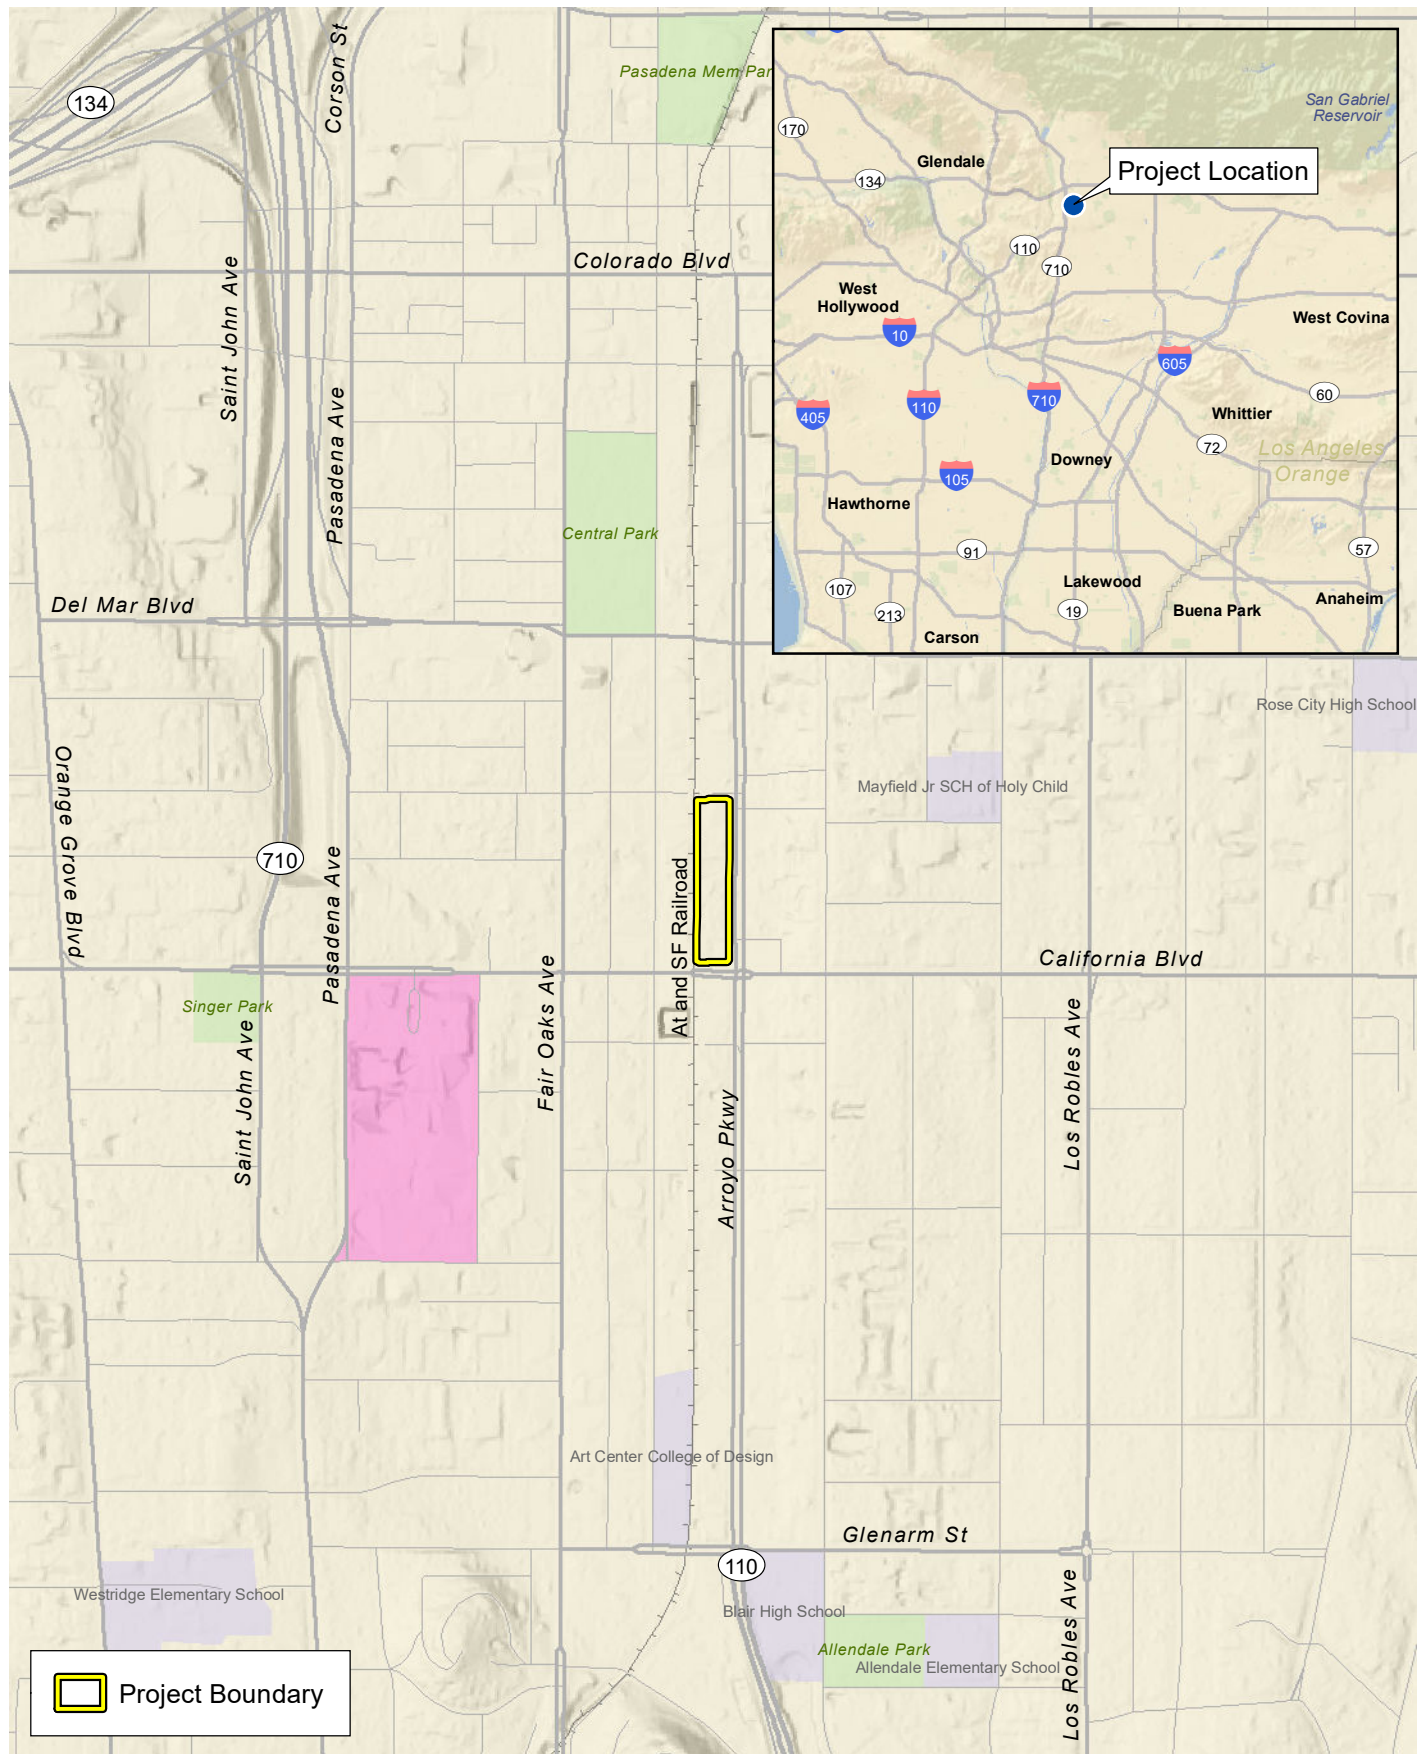 134
Corson St
Pasadena Mem Par
San Gabriel
Reservoir
170
Glendale
134
Project Location
110
710
West
Hollywood
10
West Covina
605
60
405
110
710
Whittier
72
Los Angeles
Orange
Downey
105
Hawthorne
91
57
107
213
Lakewood
19
Buena Park
Anaheim
Carson
Saint John Ave
Colorado Blvd
Pasadena Ave
Central Park
Del Mar Blvd
Rose City High School
Mayfield Jr SCH of Holy Child
Orange Grove Blvd
710
Pasadena Ave
At and SF Railroad
California Blvd
Singer Park
Saint John Ave
Fair Oaks Ave
Arroyo Pkwy
Los Robles Ave
Art Center College of Design
Glenarm St
110
Westridge Elementary School
Blair High School
Allendale Park
Allendale Elementary School
Los Robles Ave
Project Boundary